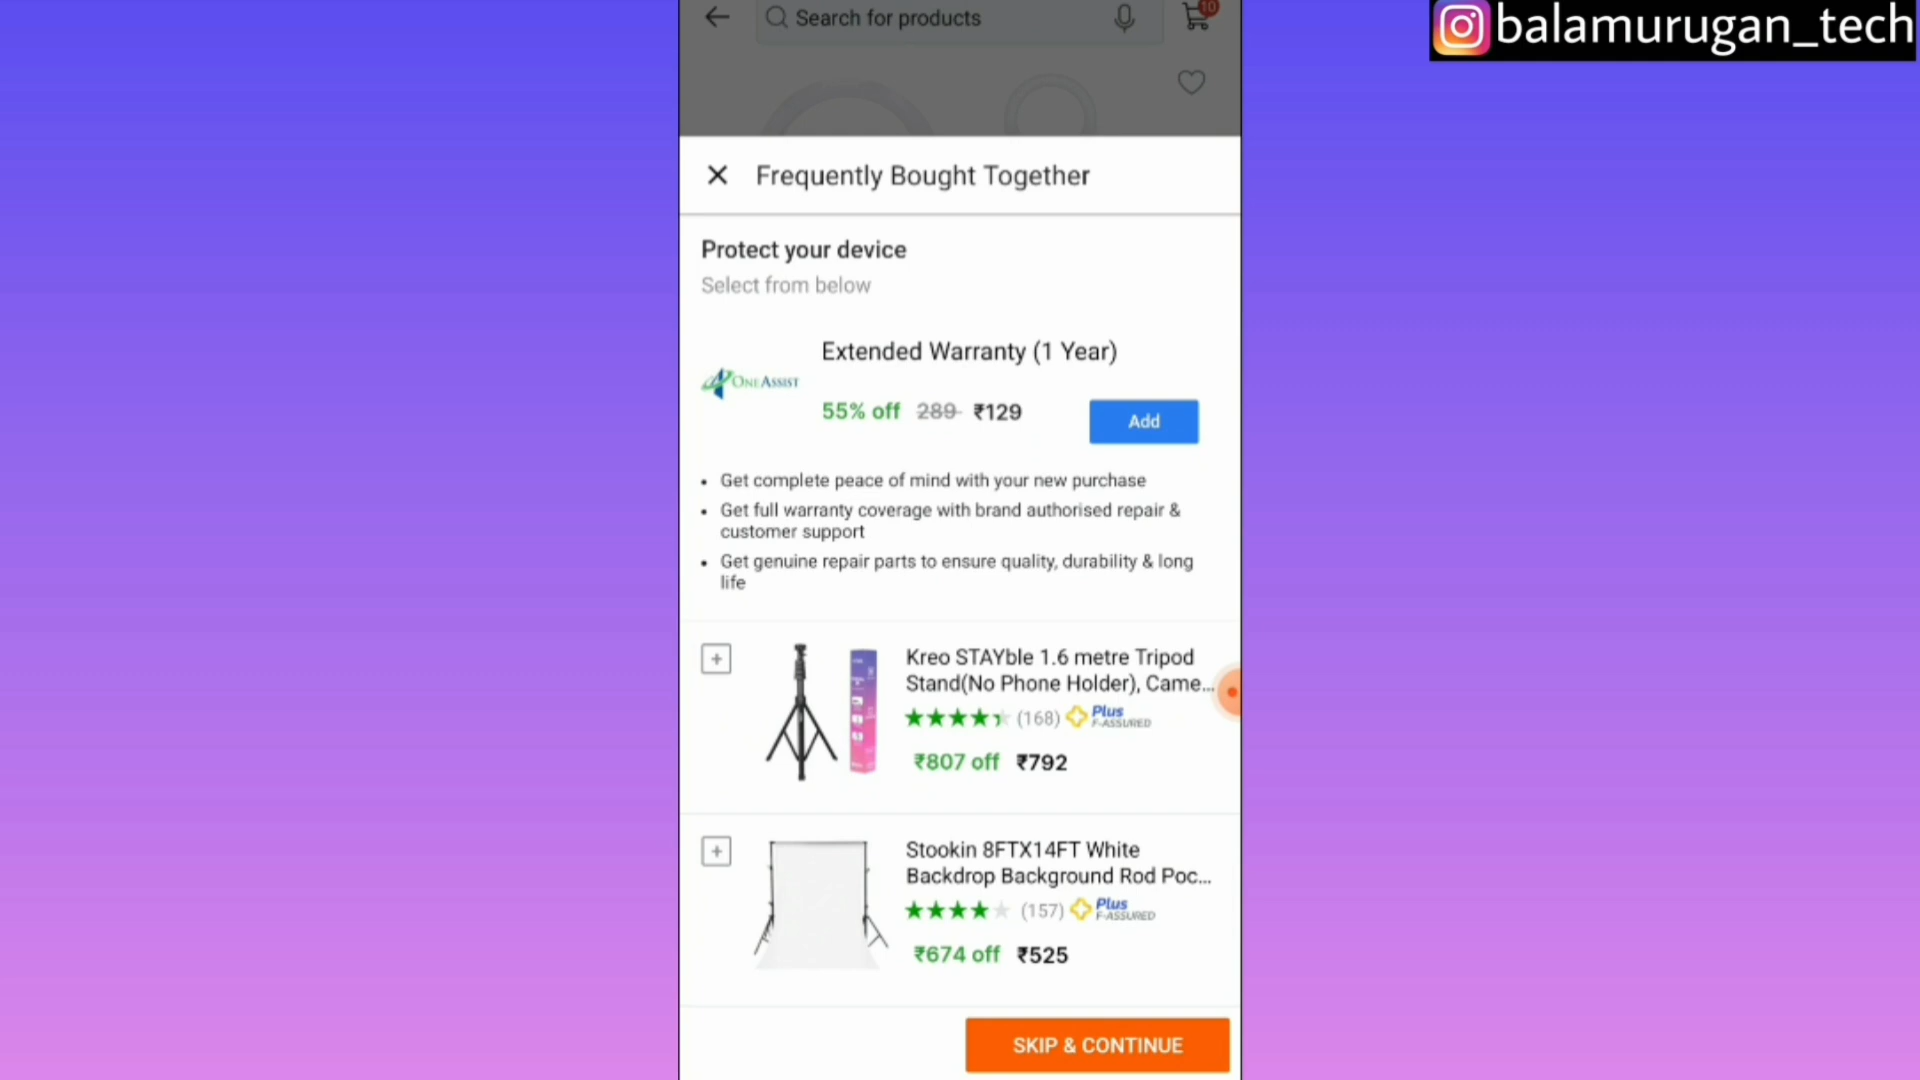 Search for products
10
balamurugan_tech
Frequently Bought Together
Protect your device
Select from below
Extended Warranty (1 Year)
ONE ASSIST
55% off 289 ₹129
Add
• Get complete peace of mind with your new purchase
• Get full warranty coverage with brand authorised repair &
customer support
• Get genuine repair parts to ensure quality, durability & long
life
Kreo STAYble 1.6 metre Tripod
Stand(No Phone Holder), Came...
(168) Plus
F-ASSURED
₹807 off ₹792
Stookin 8FTX14FT White
Backdrop Background Rod Poc...
(157) Plus
F-ASSURED
₹674 off ₹525
SKIP & CONTINUE